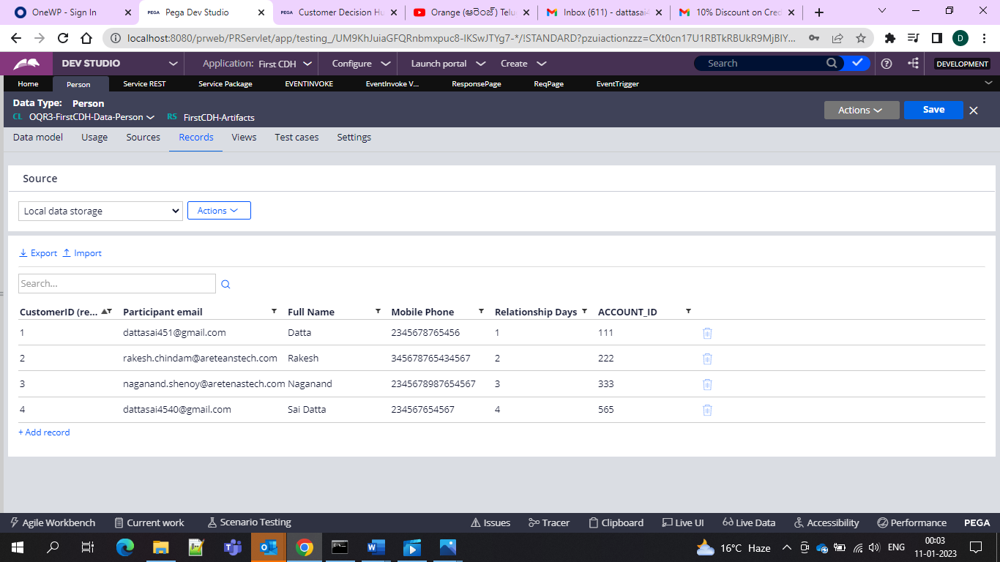 OneWP - Sign In
PEGA Pega Dev Studio
PEGA Customer Decision Hu
Orange (ఆరెంజ్) Telu
Inbox (611) - dattasai4
10% Discount on Cred
localhost:8080/prweb/PRServlet/app/testing_/UM9KhJuiaGFQRnbmxpuc8-IKSwJTYg7-*/!STANDARD?pzuiactionzzz=CXt0cn17U1RBTkRBUkR9MjBIY...
D
DEV STUDIO
Application: First CDH
Configure
Launch portal
Create
Search
DEVELOPMENT
Home
Person
Service REST
Service Package
EVENTINVOKE
EventInvoke V...
ResponsePage
ReqPage
EventTrigger
Data Type: Person
CL OQR3-FirstCDH-Data-Person RS FirstCDH-Artifacts
Actions
Save
Data model Usage Sources Records Views Test cases Settings
Source
Local data storage
Actions
Export Import
Search...
CustomerID (re... Participant email Full Name Mobile Phone Relationship Days ACCOUNT_ID
1 dattasai451@gmail.com Datta 2345678765456 1 111
2 rakesh.chindam@areteanstech.com Rakesh 345678765434567 2 222
3 naganand.shenoy@aretenastech.com Naganand 2345678987654567 3 333
4 dattasai4540@gmail.com Sai Datta 234567654567 4 565
+ Add record
Agile Workbench Current work Scenario Testing Issues Tracer Clipboard Live UI Live Data Accessibility Performance PEGA
16°C Haze
ENG
00:03
11-01-2023